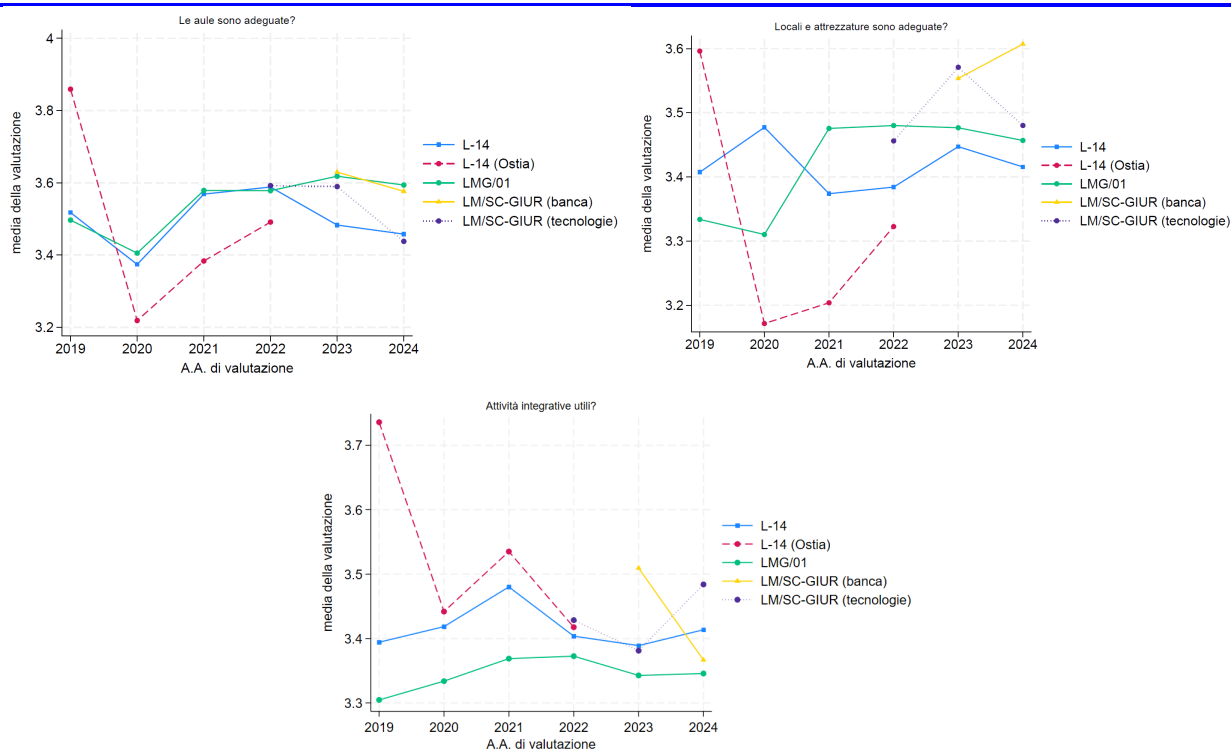 Le aule sono adeguate?
media della valutazione
4
3.8
3.6
3.4
3.2
2019 2020 2021 2022 2023 2024
A.A. di valutazione
L-14
L-14 (Ostia)
LMG/01
LM/SC-GIUR (banca)
LM/SC-GIUR (tecnologie)
Locali e attrezzature sono adeguate?
media della valutazione
3.6
3.5
3.4
3.3
3.2
2019 2020 2021 2022 2023 2024
A.A. di valutazione
L-14
L-14 (Ostia)
LMG/01
LM/SC-GIUR (banca)
LM/SC-GIUR (tecnologie)
Attività integrative utili?
media della valutazione
3.7
3.6
3.5
3.4
3.3
2019 2020 2021 2022 2023 2024
A.A. di valutazione
L-14
L-14 (Ostia)
LMG/01
LM/SC-GIUR (banca)
LM/SC-GIUR (tecnologie)